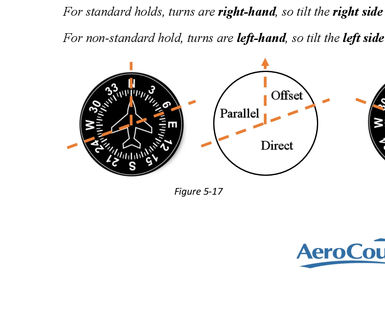 For standard holds, turns are right-hand, so tilt the right side
For non-standard hold, turns are left-hand, so tilt the left side
N 3 6 E 12 15 S 21 24 W 30 33
Offset
Parallel
Direct
W
Figure 5-17
AeroCou